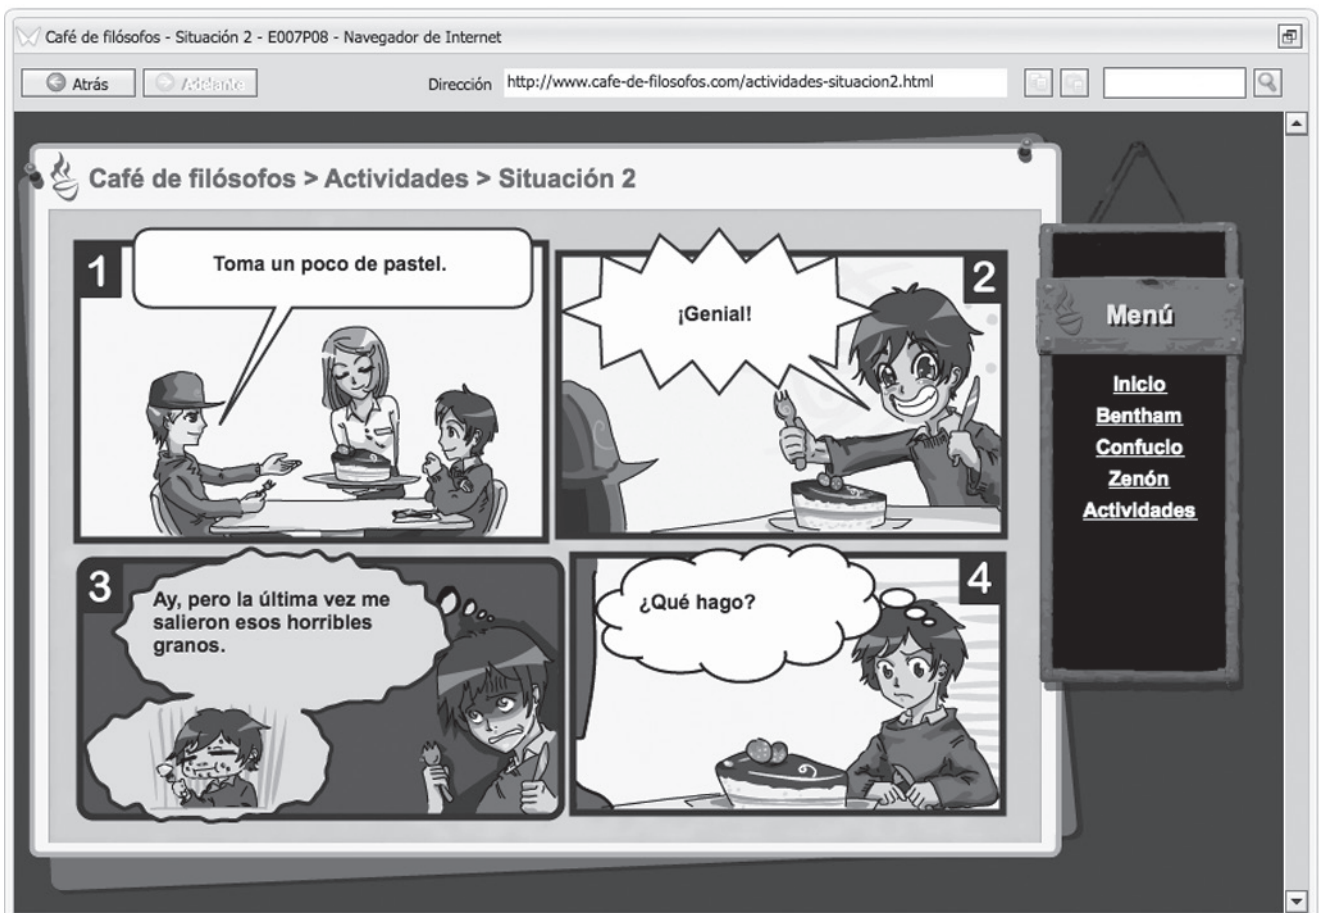 Café de filósofos - Situación 2 - E007P08 - Navegador de Internet
Atrás
Adelante
Dirección
http://www.cafe-de-filosofos.com/actividades-situacion2.html
Café de filósofos > Actividades > Situación 2
1
Toma un poco de pastel.
2
¡Genial!
3
Ay, pero la última vez me
salieron esos horribles
granos.
4
¿Qué hago?
Menú
Inicio
Bentham
Confucio
Zenón
Actividades